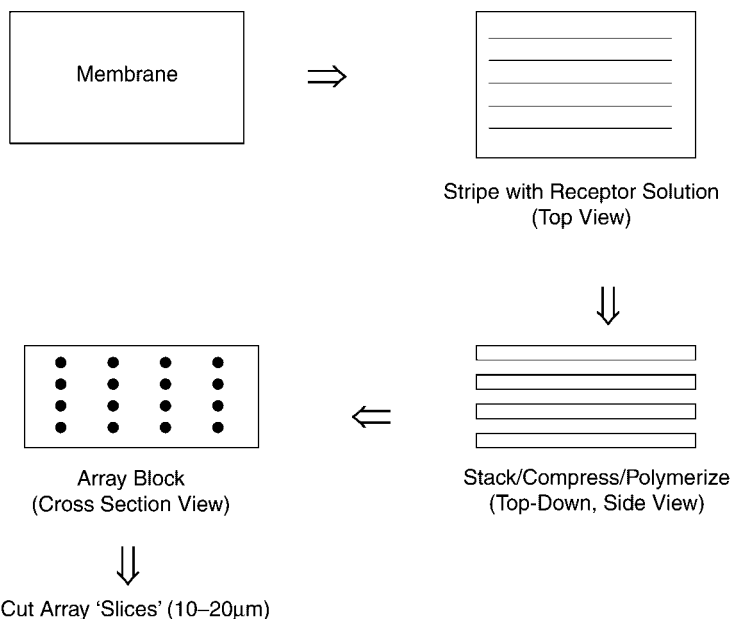 Membrane
Stripe with Receptor Solution
(Top View)
Stack/Compress/Polymerize
(Top-Down, Side View)
Array Block
(Cross Section View)
Cut Array ‘Slices’ (10–20μm)